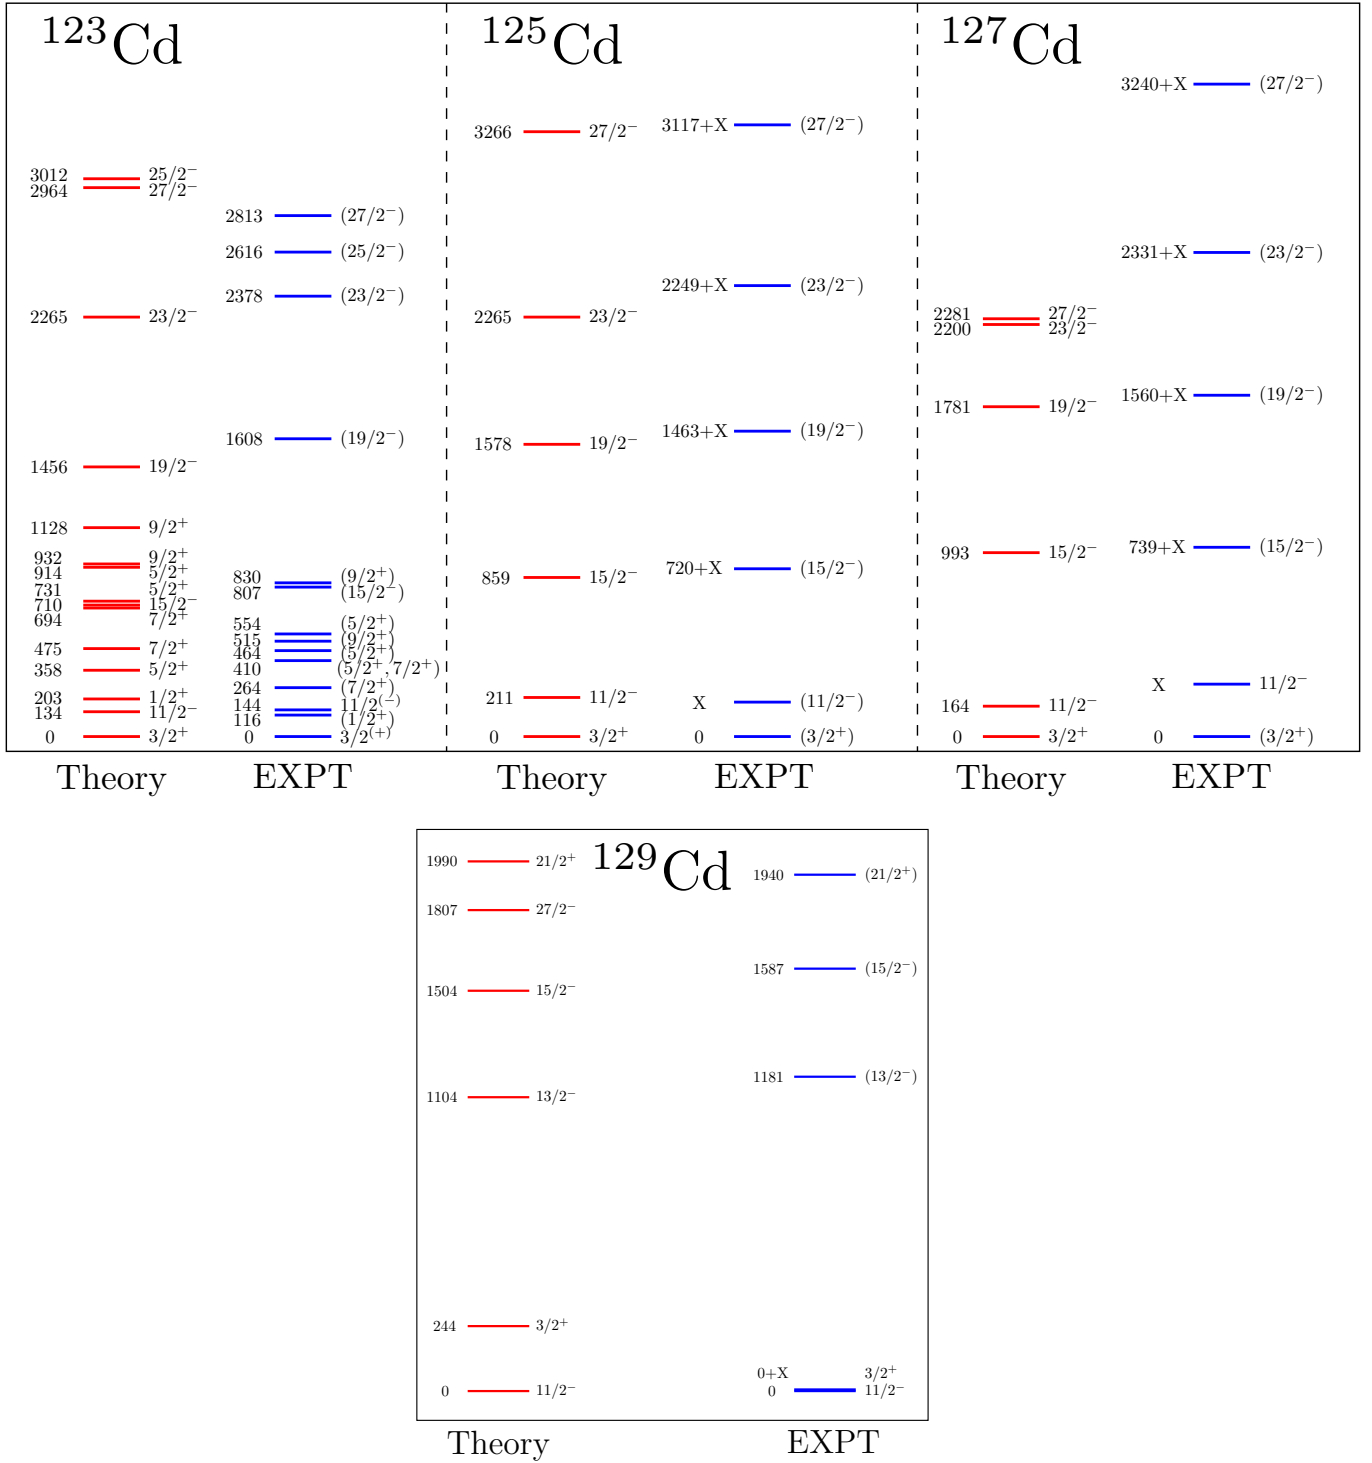 ¹²³Cd
3012 25/2⁻
2964 27/2⁻
2265 23/2⁻
1456 19/2⁻
1128 9/2⁺
932 9/2⁺
914 5/2⁺
731 5/2⁺
710 15/2⁻
694 7/2⁺
475 7/2⁺
358 5/2⁺
203 1/2⁺
134 11/2⁻
0 3/2⁺
Theory
2813 (27/2⁻)
2616 (25/2⁻)
2378 (23/2⁻)
1608 (19/2⁻)
830 (9/2⁺)
807 (15/2⁻)
554 (5/2⁺)
515 (9/2⁺)
464 (5/2⁺)
410 (5/2⁺,7/2⁺)
264 (7/2⁺)
144 11/2⁽⁻⁾
116 (1/2⁺)
0 3/2⁽⁺⁾
EXPT
¹²⁵Cd
3266 27/2⁻
2265 23/2⁻
1578 19/2⁻
859 15/2⁻
211 11/2⁻
0 3/2⁺
Theory
3117+X (27/2⁻)
2249+X (23/2⁻)
1463+X (19/2⁻)
720+X (15/2⁻)
X (11/2⁻)
0 (3/2⁺)
EXPT
¹²⁷Cd
2281 27/2⁻
2200 23/2⁻
1781 19/2⁻
993 15/2⁻
164 11/2⁻
0 3/2⁺
Theory
3240+X (27/2⁻)
2331+X (23/2⁻)
1560+X (19/2⁻)
739+X (15/2⁻)
X 11/2⁻
0 (3/2⁺)
EXPT
¹²⁹Cd
1990 21/2⁺
1807 27/2⁻
1504 15/2⁻
1104 13/2⁻
244 3/2⁺
0 11/2⁻
Theory
1940 (21/2⁺)
1587 (15/2⁻)
1181 (13/2⁻)
0+X 3/2⁺
0 11/2⁻
EXPT